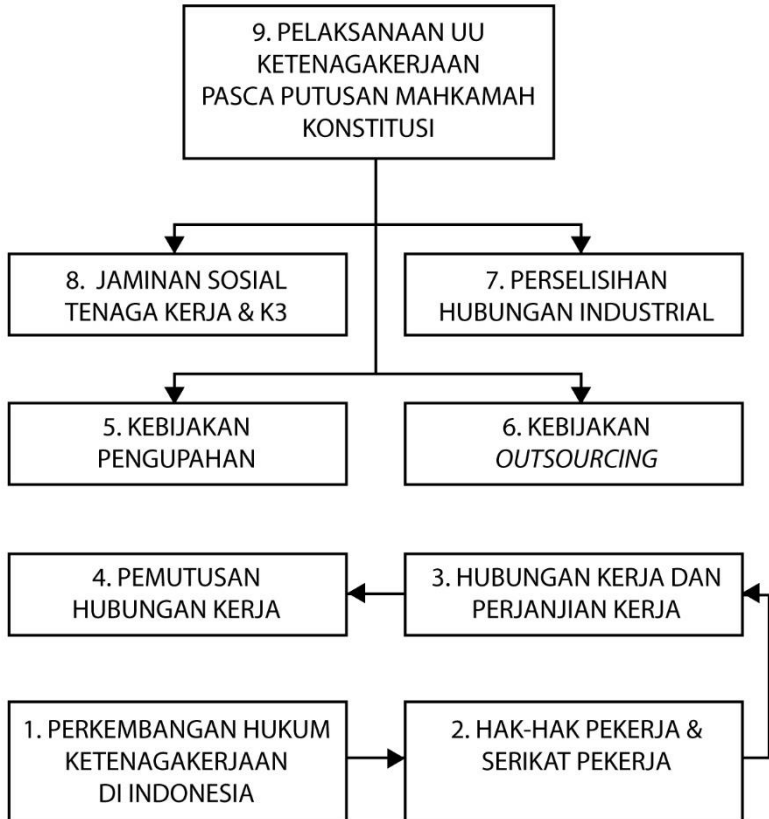 9. PELAKSANAAN UU
KETENAGAKERJAAN
PASCA PUTUSAN MAHKAMAH
KONSTITUSI
8. JAMINAN SOSIAL
TENAGA KERJA & K3
7. PERSELISIHAN
HUBUNGAN INDUSTRIAL
5. KEBIJAKAN
PENGUPAHAN
6. KEBIJAKAN
OUTSOURCING
4. PEMUTUSAN
HUBUNGAN KERJA
3. HUBUNGAN KERJA DAN
PERJANJIAN KERJA
1. PERKEMBANGAN HUKUM
KETENAGAKERJAAN
DI INDONESIA
2. HAK-HAK PEKERJA &
SERIKAT PEKERJA